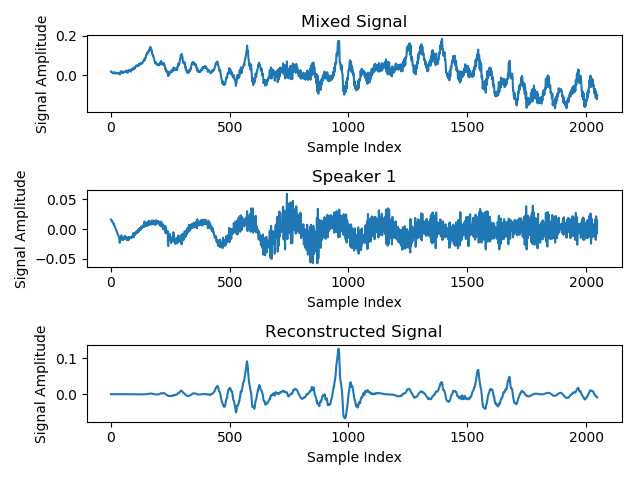 Mixed Signal
Signal Amplitude
0.2
0.0
0
500
1000
1500
2000
Sample Index
Speaker 1
Signal Amplitude
0.05
0.00
−0.05
0
500
1000
1500
2000
Sample Index
Reconstructed Signal
Signal Amplitude
0.1
0.0
0
500
1000
1500
2000
Sample Index